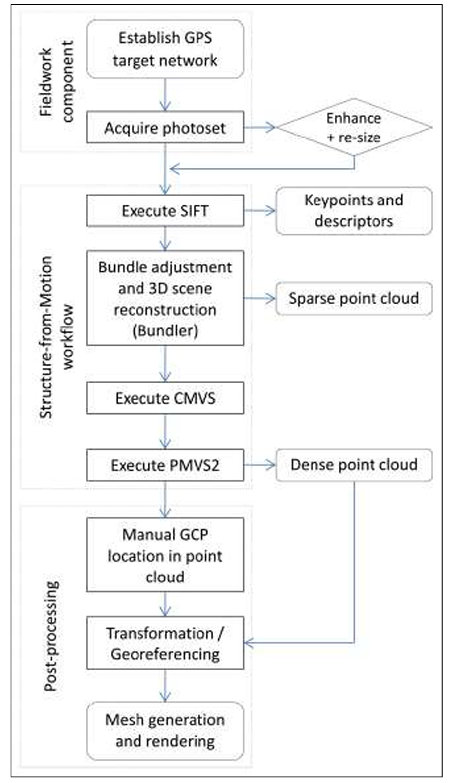 Fieldwork
component
Establish GPS
target network
Acquire photoset
Enhance
+ re-size
Structure-from-Motion
workflow
Execute SIFT
Keypoints and
descriptors
Bundle adjustment
and 3D scene
reconstruction
(Bundler)
Sparse point cloud
Execute CMVS
Execute PMVS2
Dense point cloud
Post-processing
Manual GCP
location in point
cloud
Transformation /
Georeferencing
Mesh generation
and rendering